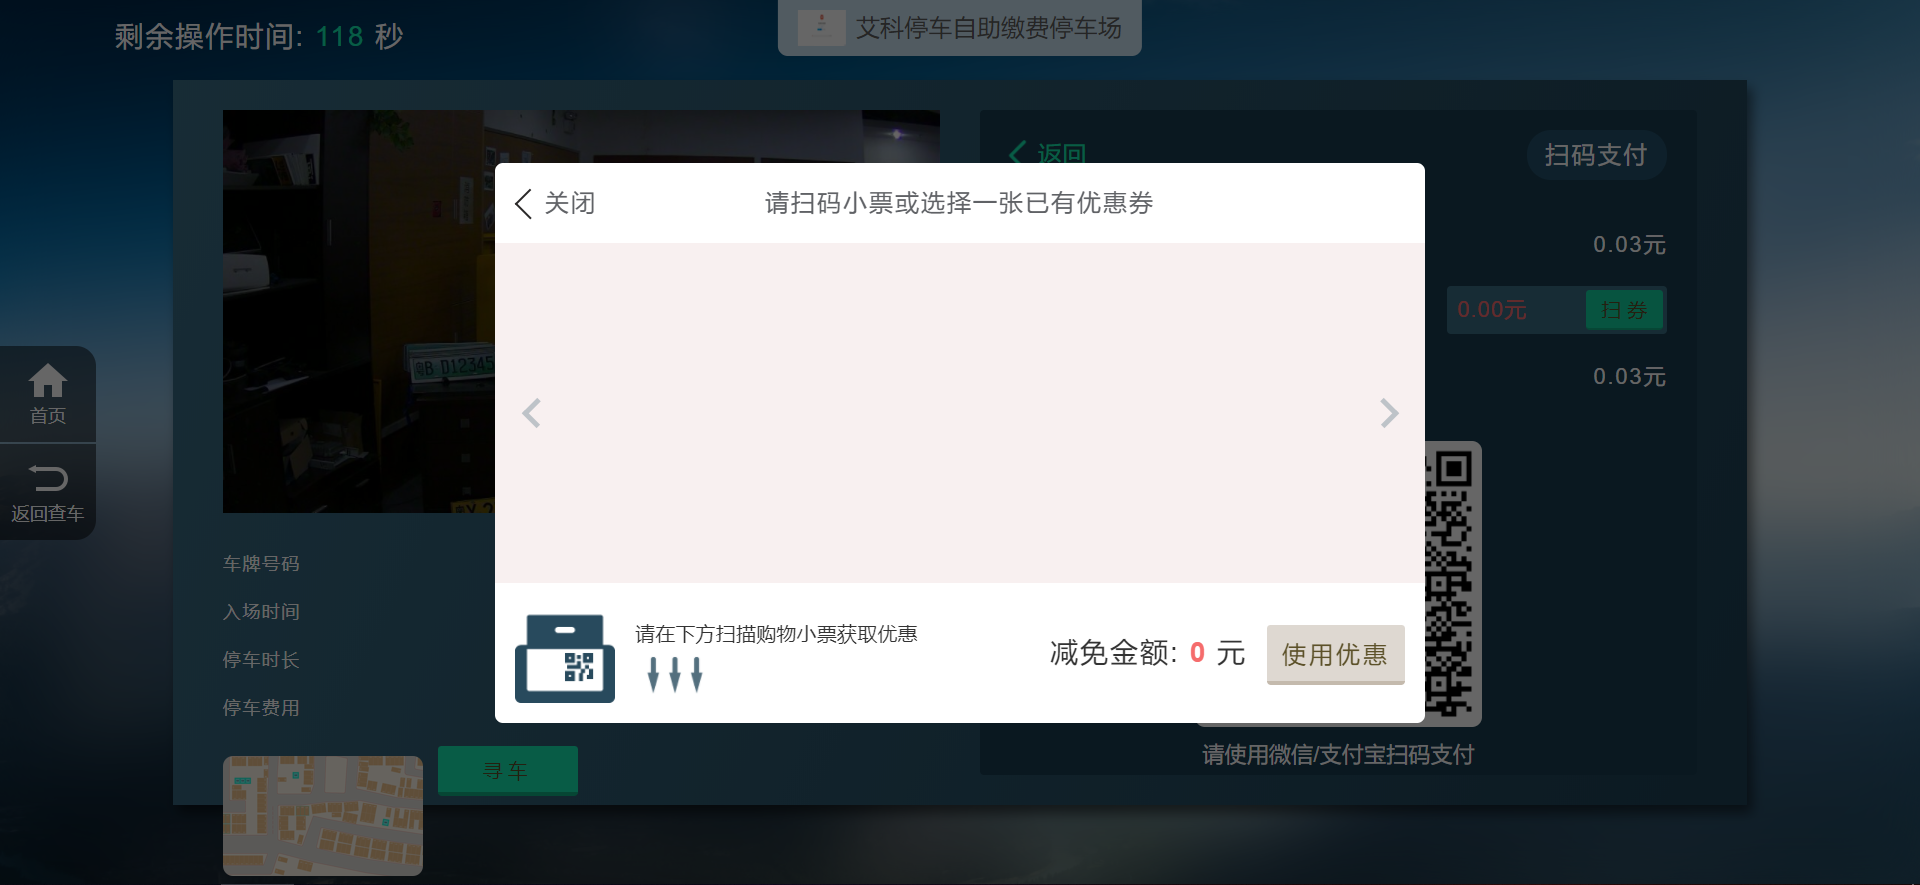 剩余操作时间: 118 秒
艾科停车自助缴费停车场
返回
扫码支付
关闭
请扫码小票或选择一张已有优惠券
0.03元
0.00元
扫 券
0.03元
首页
返回查车
粤B D12345
车牌号码
入场时间
停车时长
停车费用
请在下方扫描购物小票获取优惠
减免金额: 0 元
使用优惠
请使用微信/支付宝扫码支付
寻 车